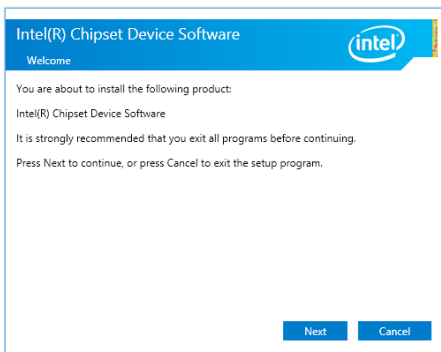 Intel(R) Chipset Device Software
intel
Welcome
You are about to install the following product:
Intel(R) Chipset Device Software
It is strongly recommended that you exit all programs before continuing.
Press Next to continue, or press Cancel to exit the setup program.
Next Cancel